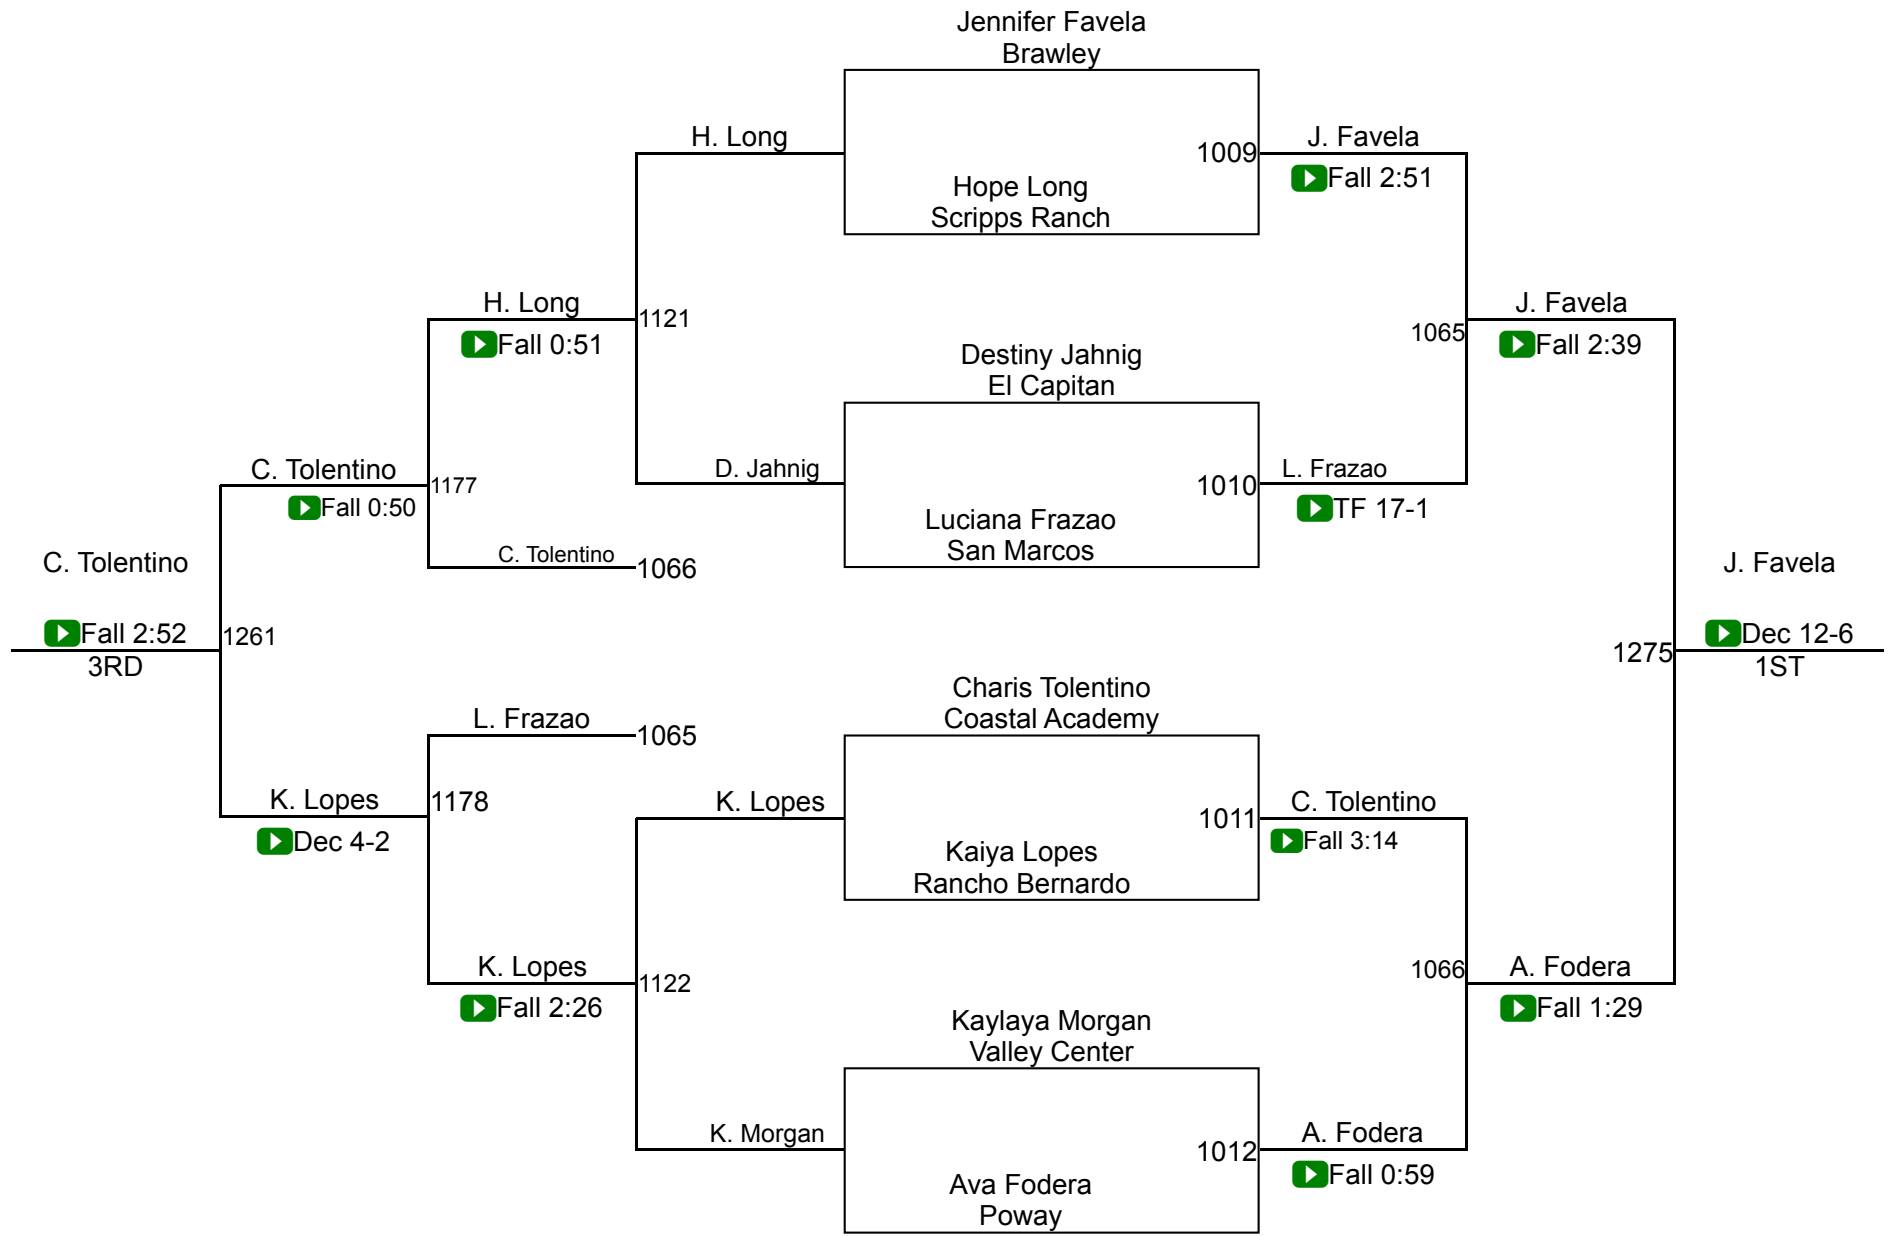 Jennifer Favela
Brawley
H. Long
1009
J. Favela
Fall 2:51
Hope Long
Scripps Ranch
H. Long
1121
Fall 0:51
J. Favela
1065
Fall 2:39
Destiny Jahnig
El Capitan
C. Tolentino
1177
Fall 0:50
D. Jahnig
1010
L. Frazao
TF 17-1
Luciana Frazao
San Marcos
C. Tolentino
1066
C. Tolentino
Fall 2:52
3RD
1261
J. Favela
1275
Dec 12-6
1ST
L. Frazao
1065
Charis Tolentino
Coastal Academy
K. Lopes
1178
Dec 4-2
K. Lopes
1011
C. Tolentino
Fall 3:14
Kaiya Lopes
Rancho Bernardo
K. Lopes
1122
Fall 2:26
1066
A. Fodera
Fall 1:29
Kaylaya Morgan
Valley Center
K. Morgan
1012
A. Fodera
Fall 0:59
Ava Fodera
Poway